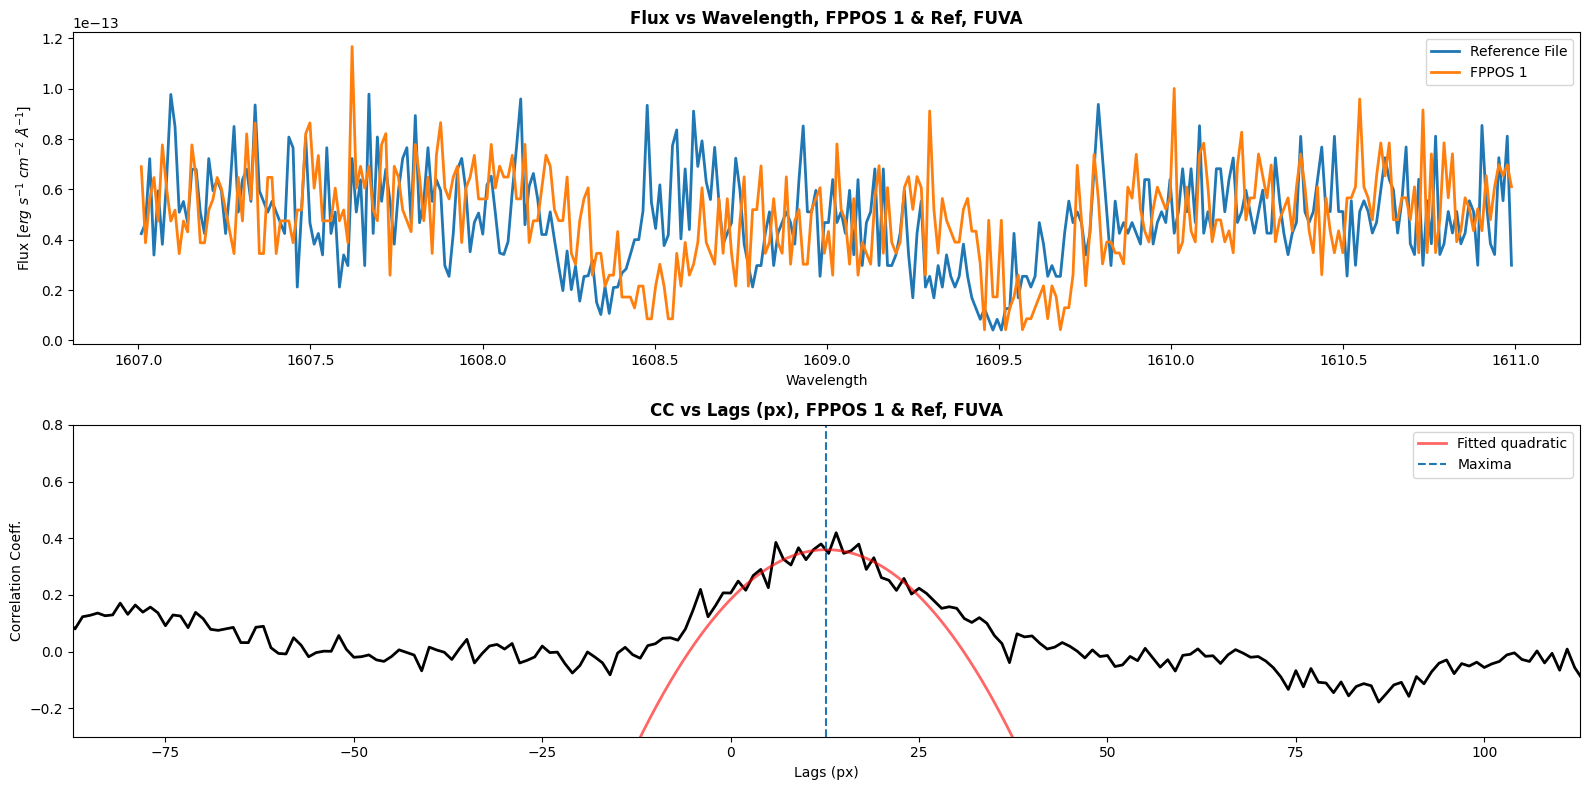 Flux vs Wavelength, FPPOS 1 & Ref, FUVA
1e−13
1.2
1.0
0.8
0.6
0.4
0.2
0.0
Flux [erg s⁻¹ cm⁻² Å⁻¹]
Reference File
FPPOS 1
1607.0 1607.5 1608.0 1608.5 1609.0 1609.5 1610.0 1610.5 1611.0
Wavelength
CC vs Lags (px), FPPOS 1 & Ref, FUVA
0.8
0.6
0.4
0.2
0.0
−0.2
Correlation Coeff.
Fitted quadratic
Maxima
−75 −50 −25 0 25 50 75 100
Lags (px)